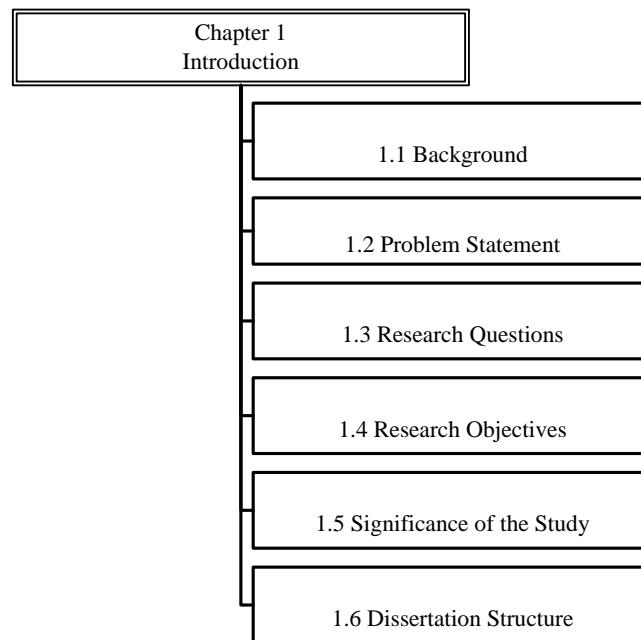 Chapter 1
Introduction
1.1 Background
1.2 Problem Statement
1.3 Research Questions
1.4 Research Objectives
1.5 Significance of the Study
1.6 Dissertation Structure